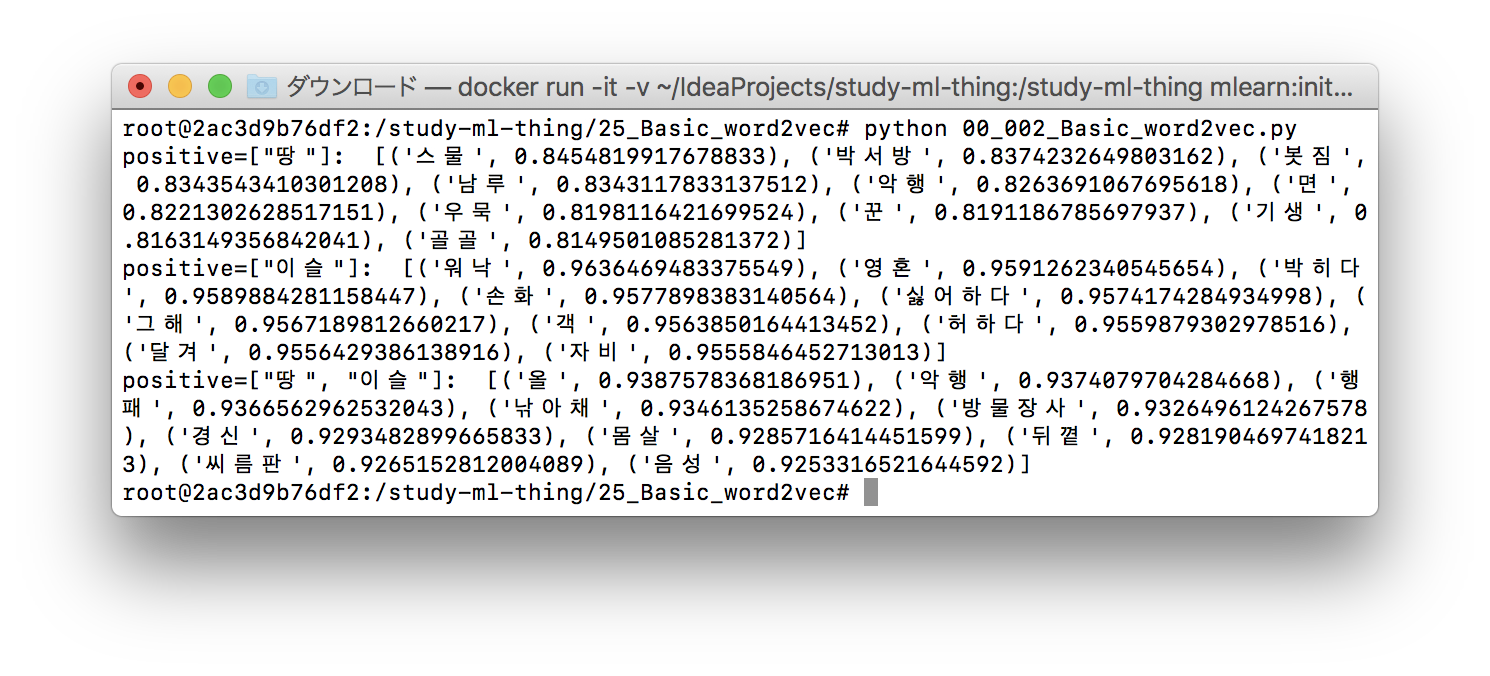 ダウンロード — docker run -it -v ~/IdeaProjects/study-ml-thing:/study-ml-thing mlearn:init...
root@2ac3d9b76df2:/study-ml-thing/25_Basic_word2vec# python 00_002_Basic_word2vec.py
positive=["땅"]:  [('스물', 0.8454819917678833), ('박서방', 0.8374232649803162), ('봇짐',
 0.8343543410301208), ('남루', 0.8343117833137512), ('악행', 0.8263691067695618), ('면',
0.8221302628517151), ('우묵', 0.8198116421699524), ('꾼', 0.8191186785697937), ('기생', 0
.8163149356842041), ('골골', 0.8149501085281372)]
positive=["이슬"]:  [('워낙', 0.9636469483375549), ('영혼', 0.9591262340545654), ('박히다
', 0.9589884281158447), ('손화', 0.9577898383140564), ('싫어하다', 0.9574174284934998), (
'그해', 0.9567189812660217), ('객', 0.9563850164413452), ('허하다', 0.9559879302978516),
('달겨', 0.9556429386138916), ('자비', 0.9555846452713013)]
positive=["땅", "이슬"]:  [('올', 0.9387578368186951), ('악행', 0.9374079704284668), ('행
패', 0.9366562962532043), ('낚아채', 0.9346135258674622), ('방물장사', 0.9326496124267578
), ('경신', 0.9293482899665833), ('몸살', 0.9285716414451599), ('뒤꼍', 0.928190469741821
3), ('씨름판', 0.9265152812004089), ('음성', 0.9253316521644592)]
root@2ac3d9b76df2:/study-ml-thing/25_Basic_word2vec#